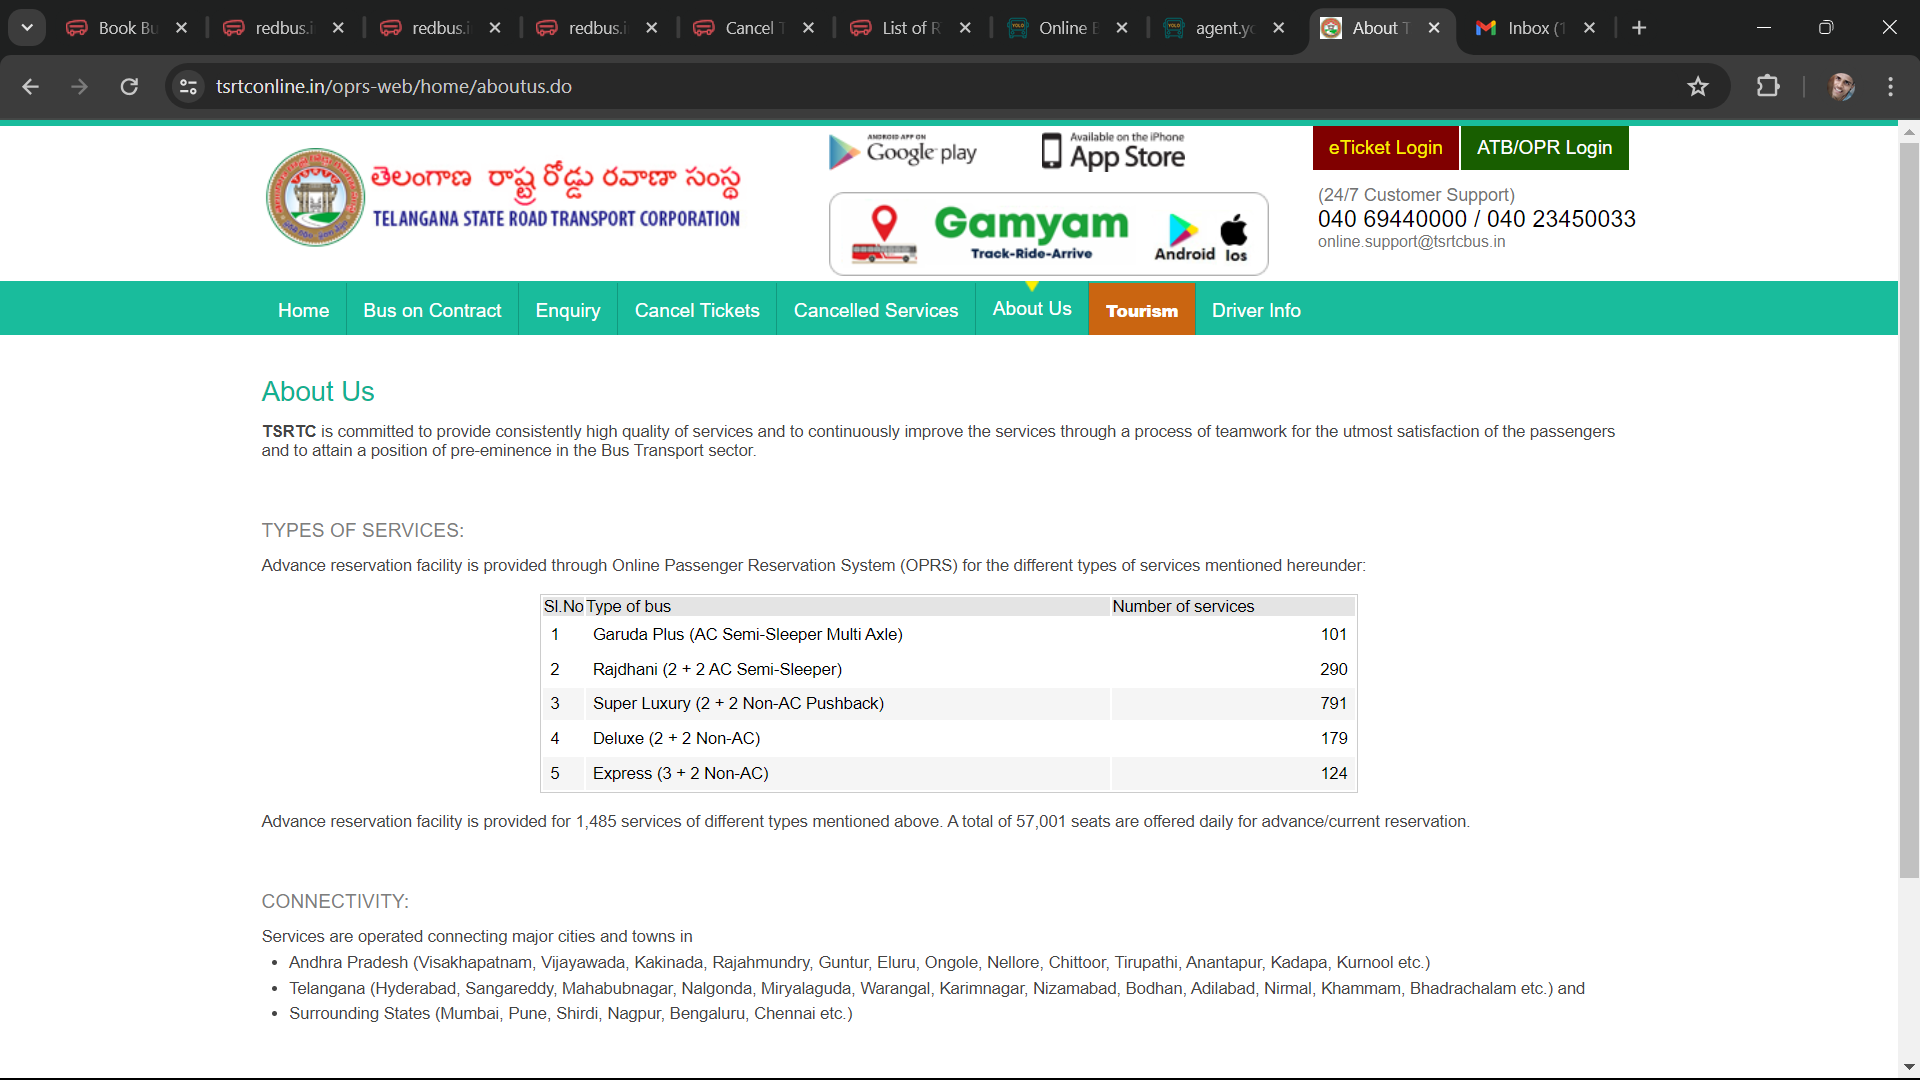 Book Bu
redbus.i
redbus.i
redbus.i
Cancel T
List of R
Online B
agent.yo
About T
Inbox (1
tsrtconline.in/oprs-web/home/aboutus.do
తెలంగాణ రాష్ట్ర రోడ్డు రవాణా సంస్థ
TELANGANA STATE ROAD TRANSPORT CORPORATION
ANDROID APP ON
Google play
Available on the iPhone
App Store
Gamyam
Track-Ride-Arrive
Android Ios
eTicket Login
ATB/OPR Login
(24/7 Customer Support)
040 69440000 / 040 23450033
online.support@tsrtcbus.in
Home
Bus on Contract
Enquiry
Cancel Tickets
Cancelled Services
About Us
Tourism
Driver Info
About Us
TSRTC is committed to provide consistently high quality of services and to continuously improve the services through a process of teamwork for the utmost satisfaction of the passengers
and to attain a position of pre-eminence in the Bus Transport sector.
TYPES OF SERVICES:
Advance reservation facility is provided through Online Passenger Reservation System (OPRS) for the different types of services mentioned hereunder:
Sl.No Type of bus Number of services
1 Garuda Plus (AC Semi-Sleeper Multi Axle) 101
2 Rajdhani (2 + 2 AC Semi-Sleeper) 290
3 Super Luxury (2 + 2 Non-AC Pushback) 791
4 Deluxe (2 + 2 Non-AC) 179
5 Express (3 + 2 Non-AC) 124
Advance reservation facility is provided for 1,485 services of different types mentioned above. A total of 57,001 seats are offered daily for advance/current reservation.
CONNECTIVITY:
Services are operated connecting major cities and towns in
• Andhra Pradesh (Visakhapatnam, Vijayawada, Kakinada, Rajahmundry, Guntur, Eluru, Ongole, Nellore, Chittoor, Tirupathi, Anantapur, Kadapa, Kurnool etc.)
• Telangana (Hyderabad, Sangareddy, Mahabubnagar, Nalgonda, Miryalaguda, Warangal, Karimnagar, Nizamabad, Bodhan, Adilabad, Nirmal, Khammam, Bhadrachalam etc.) and
• Surrounding States (Mumbai, Pune, Shirdi, Nagpur, Bengaluru, Chennai etc.)